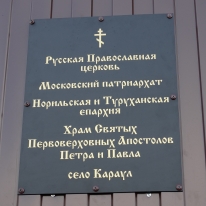 Русская Православная
церковь
Московский патриархат
Норильская и Туруханская
епархия
Храм Святых
Первоверховных Апостолов
Петра и Павла
село Караул